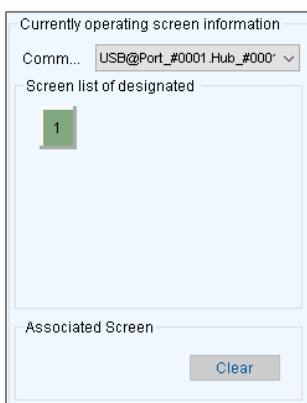 Currently operating screen information
Comm... USB@Port_#0001.Hub_#000
Screen list of designated
1
Associated Screen
Clear